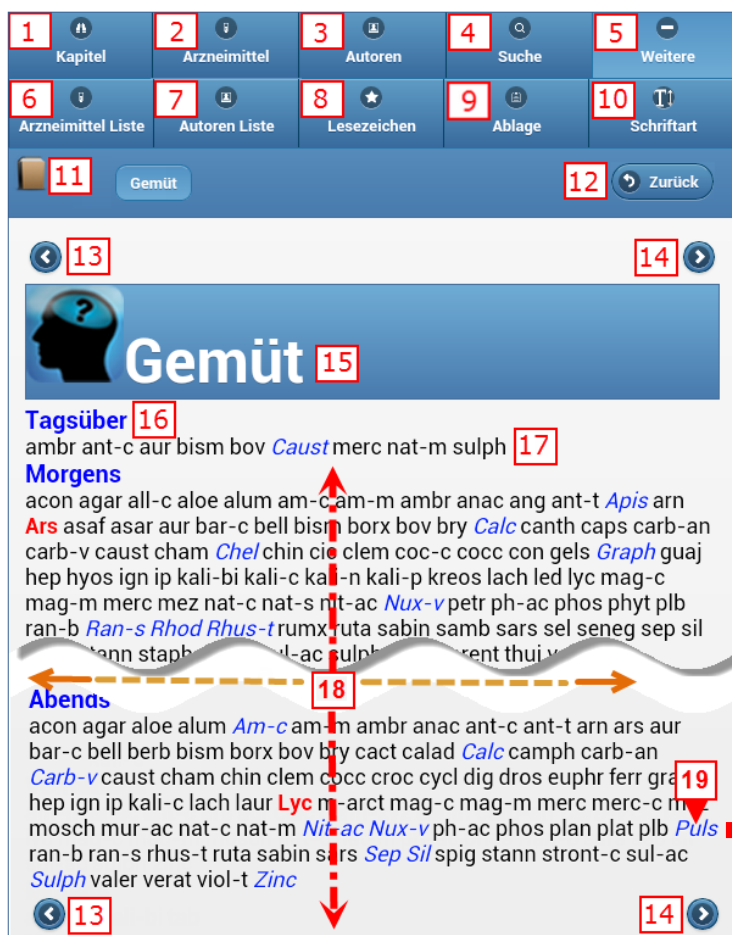 1 2 3 4 5
Kapitel Arzneimittel Autoren Suche Weitere
6 7 8 9 10
Arzneimittel Liste Autoren Liste Lesezeichen Ablage Schriftart
11 Gemüt 12 Zurück
13 14
Gemüt 15
Tagsüber 16
ambr ant-c aur bism bov Caust merc nat-m sulph 17
Morgens
acon agar all-c aloe alum am-c am-m ambr anac ang ant-t Apis arn
Ars asaf asar aur bar-c bell bism borx bov bry Calc canth caps carb-an
carb-v caust cham Chel chin cic clem coc-c cocc con gels Graph guaj
hep hyos ign ip kali-bi kali-c kali-n kali-p kreos lach led lyc mag-c
mag-m merc mez nat-c nat-s nit-ac Nux-v petr ph-ac phos phyt plb
ran-b Ran-s Rhod Rhus-t rumx ruta sabin samb sars sel seneg sep sil
thui
18
Abends
acon agar aloe alum Am-c am-m ambr anac ant-c ant-t arn ars aur
bar-c bell berb bism borx bov bry cact calad Calc camph carb-an
Carb-v caust cham chin clem cocc croc cycl dig dros euphr ferr 19
hep ign ip kali-c lach laur Lyc m-arct mag-c mag-m merc merc-c
mosch mur-ac nat-c nat-m Nit-ac Nux-v ph-ac phos plan plat plb Puls
ran-b ran-s rhus-t ruta sabin sars Sep Sil spig stann stront-c sul-ac
Sulph valer verat viol-t Zinc
13 14